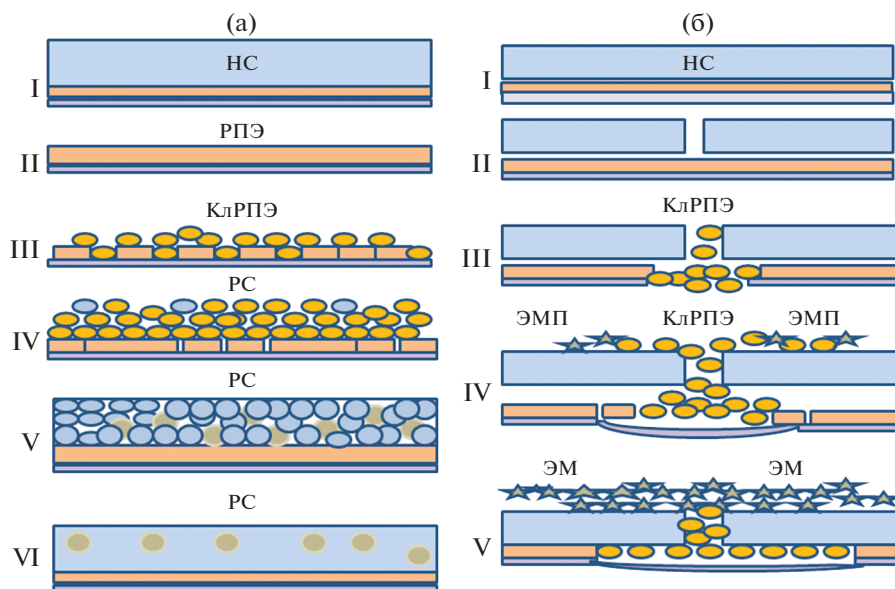 (а)
НС
I
РПЭ
II
КлРПЭ
III
РС
IV
РС
V
РС
VI
(б)
НС
I
II
КлРПЭ
III
ЭМП КлРПЭ ЭМП
IV
ЭМ ЭМ
V